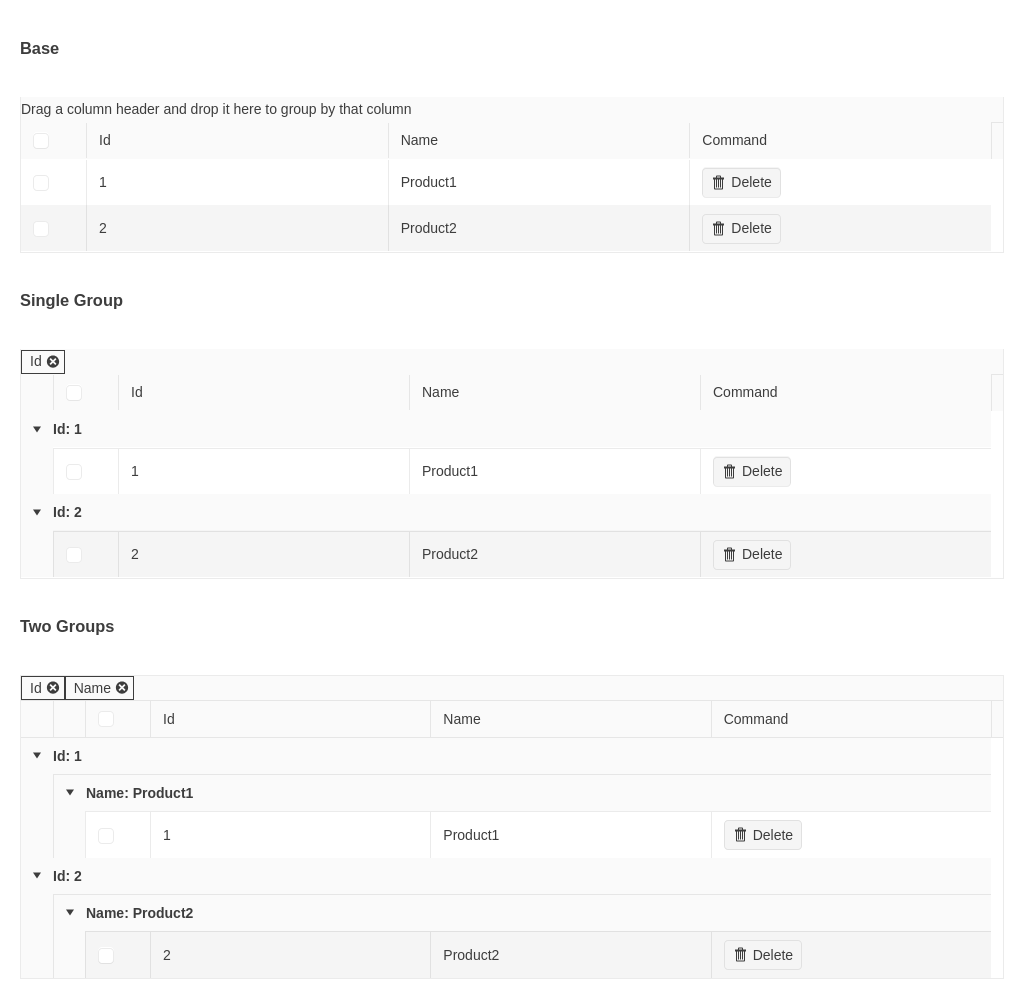 Base
Drag a column header and drop it here to group by that column
Id Name Command
1 Product1 Delete
2 Product2 Delete
Single Group
Id
Id Name Command
Id: 1
1 Product1 Delete
Id: 2
2 Product2 Delete
Two Groups
Id Name
Id Name Command
Id: 1
Name: Product1
1 Product1 Delete
Id: 2
Name: Product2
2 Product2 Delete